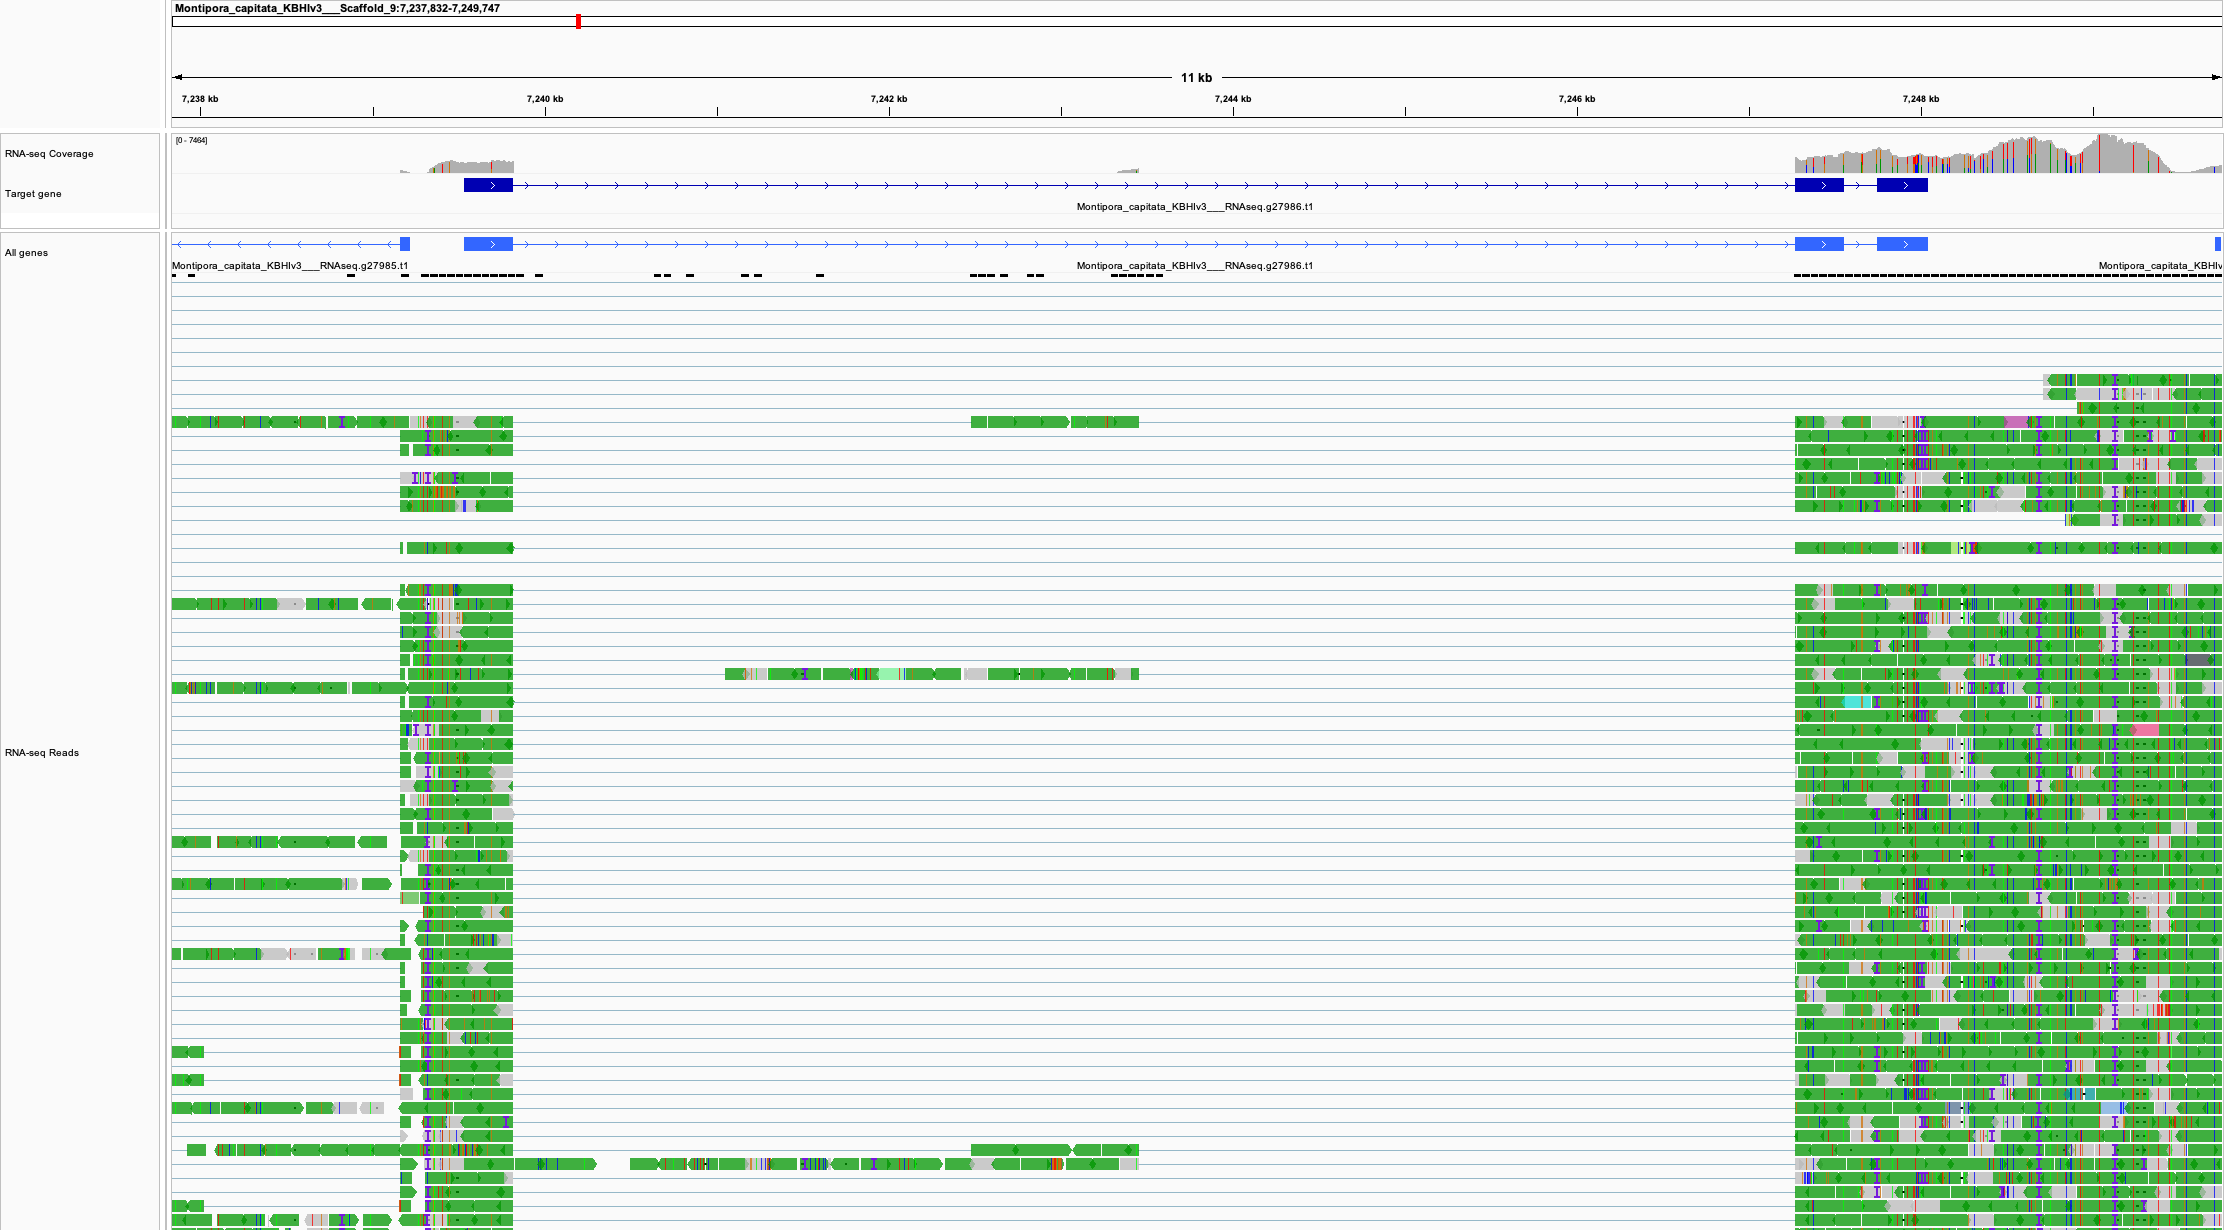 Montipora_capitata_KBHIv3___Scaffold_9:7,237,832-7,249,747
11 kb
7,238 kb 7,240 kb 7,242 kb 7,244 kb 7,246 kb 7,248 kb
[0 - 7464]
RNA-seq Coverage
Target gene
Montipora_capitata_KBHIv3___RNAseq.g27986.t1
All genes
Montipora_capitata_KBHIv3___RNAseq.g27985.t1 Montipora_capitata_KBHIv3___RNAseq.g27986.t1 Montipora_capitata_KBHIv
RNA-seq Reads